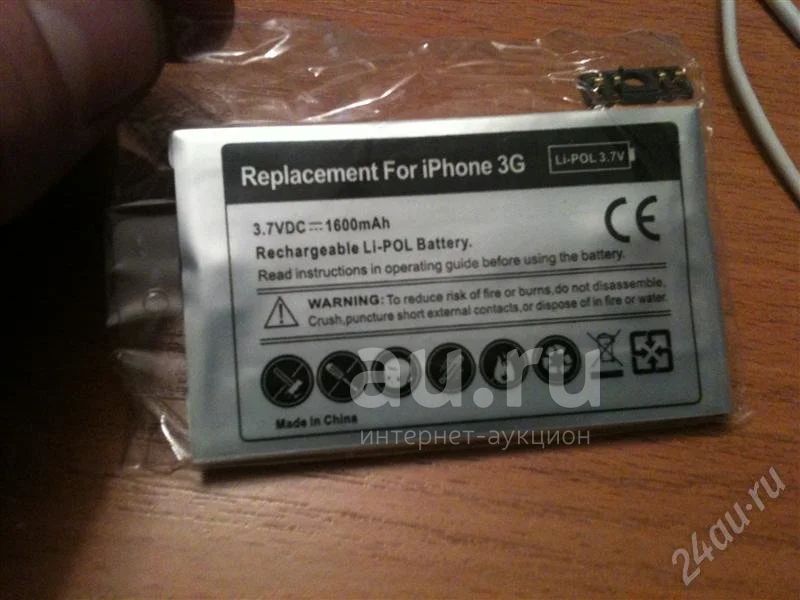 Replacement For iPhone 3G
Li-POL 3.7V
3.7VDC⎓1600mAh
Rechargeable Li-POL Battery.
Read instructions in operating guide before using the battery.
CE
WARNING: To reduce risk of fire or burns,do not disassemble.
Crush,puncture short external contacts,or dispose of in fire or water.
Made in China
au.ru
интернет-аукцион
24au.ru